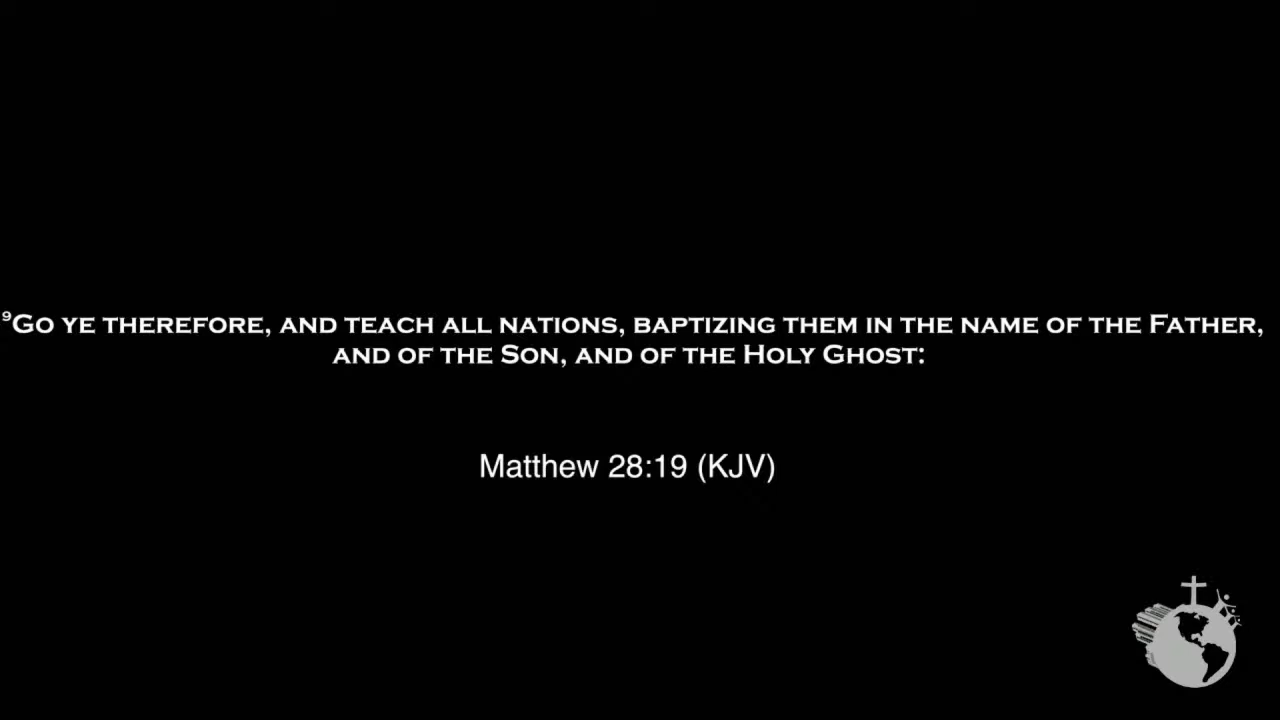 ⁹Go ye therefore, and teach all nations, baptizing them in the name of the Father,
and of the Son, and of the Holy Ghost:
Matthew 28:19 (KJV)